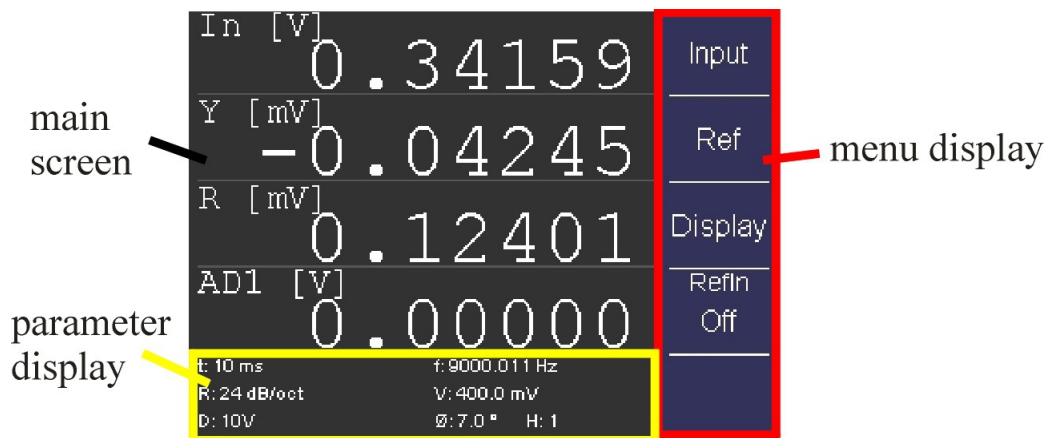 In [V]
0.34159
Y [mV]
-0.04245
R [mV]
0.12401
AD1 [V]
0.00000
t: 10 ms
f: 9000.011 Hz
R: 24 dB/oct
V: 400.0 mV
D: 10V
Ø: 7.0 °
H: 1
Input
Ref
Display
RefIn
Off
main
screen
parameter
display
menu display